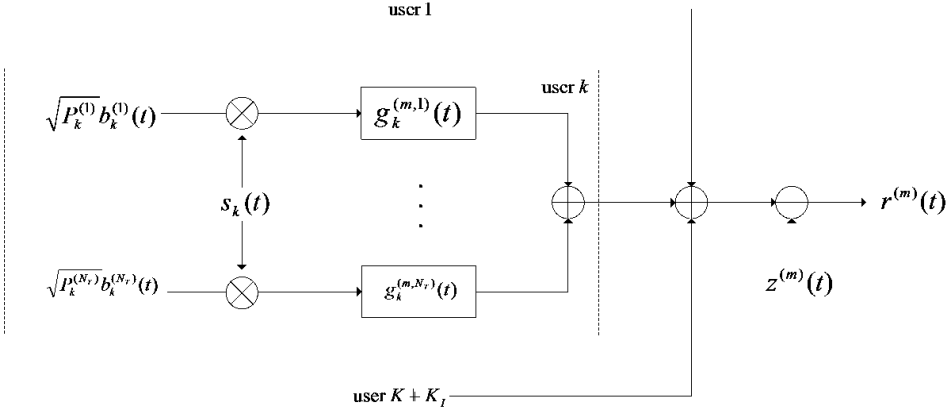 user 1
user k
√P_k^(1) b_k^(1)(t)
g_k^(m,1)(t)
s_k(t)
⋮
r^(m)(t)
√P_k^(N_T) b_k^(N_T)(t)
g_k^(m,N_T)(t)
z^(m)(t)
user K + K_I